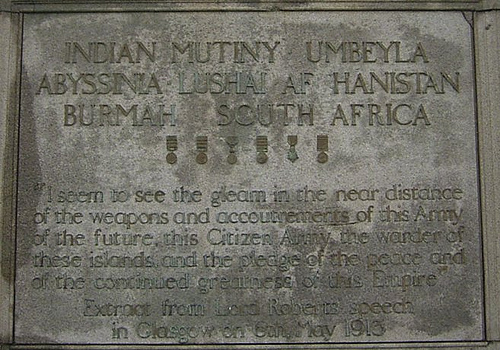 INDIAN MUTINY UMBEYLA
ABYSSINIA LUSHAI AF HANISTAN
BURMAH SOUTH AFRICA
"I seem to see the gleam in the near distance
of the weapons and accoutrements of this Army
of the future, this Citizen Army, the warder of
these islands, and the pledge of the peace and
of the continued greatness of this Empire"
Extract from Lord Roberts speech
in Glasgow on 6th, May 1913